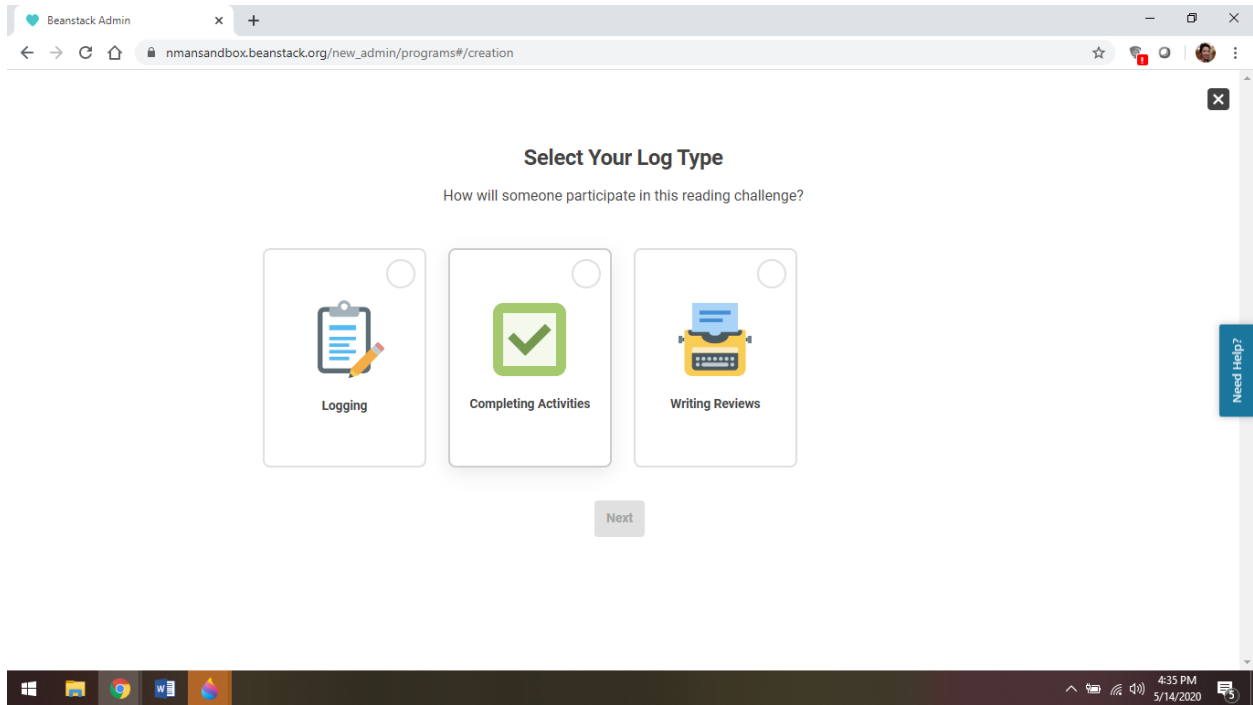 Beanstack Admin
nmansandbox.beanstack.org/new_admin/programs#/creation
Select Your Log Type
How will someone participate in this reading challenge?
Logging
Completing Activities
Writing Reviews
Next
Need Help?
4:35 PM
5/14/2020
5